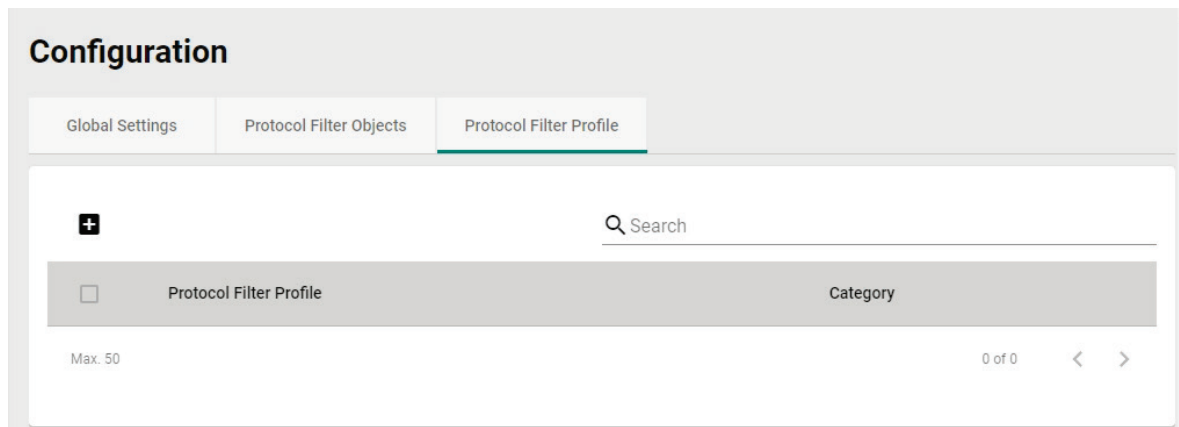 Configuration
Global Settings Protocol Filter Objects Protocol Filter Profile
Search
Protocol Filter Profile Category
Max. 50 0 of 0